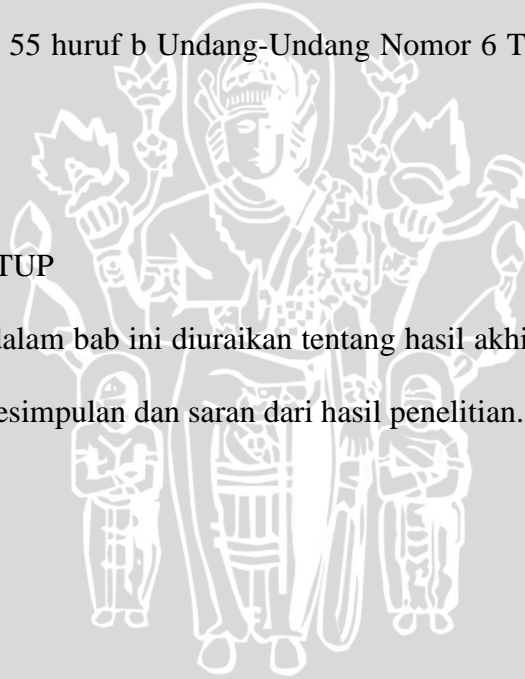 55 huruf b Undang-Undang Nomor 6 T
TUP
dalam bab ini diuraikan tentang hasil akhi
esimpulan dan saran dari hasil penelitian.